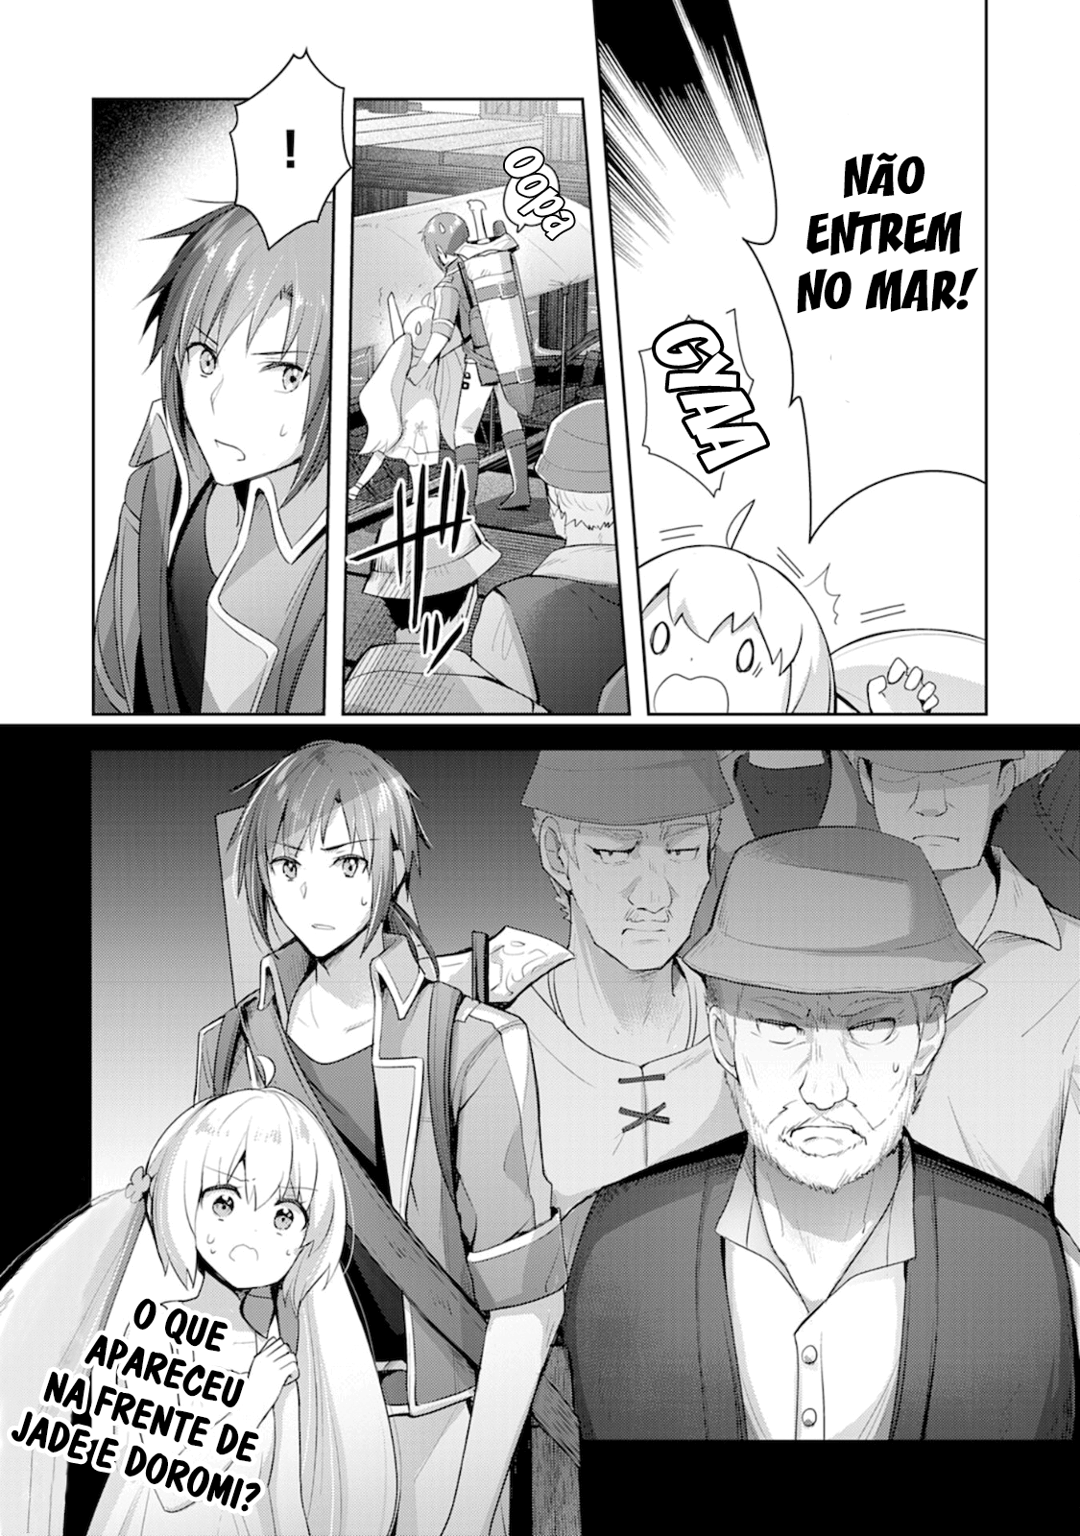 NÃO
ENTREM
NO MAR!
GYAA
OOPA
!
O QUE
APARECEU
NA FRENTE DE
JADE E DOROMI?